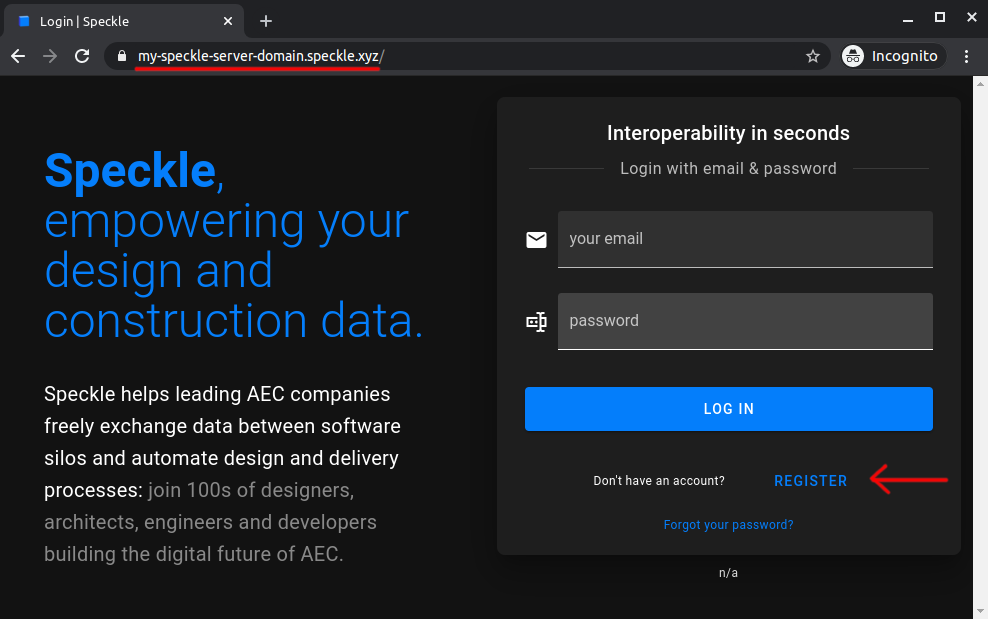 Login | Speckle
my-speckle-server-domain.speckle.xyz/
Incognito
Speckle,
empowering your
design and
construction data.
Speckle helps leading AEC companies
freely exchange data between software
silos and automate design and delivery
processes: join 100s of designers,
architects, engineers and developers
building the digital future of AEC.
Interoperability in seconds
Login with email & password
your email
password
LOG IN
Don't have an account? REGISTER
Forgot your password?
n/a